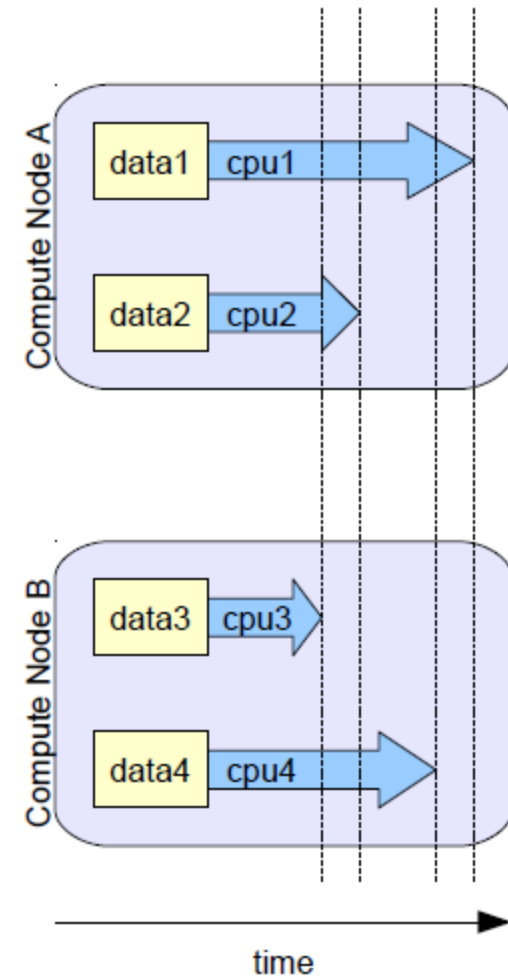 Compute Node A
data1 cpu1
data2 cpu2
Compute Node B
data3 cpu3
data4 cpu4
time